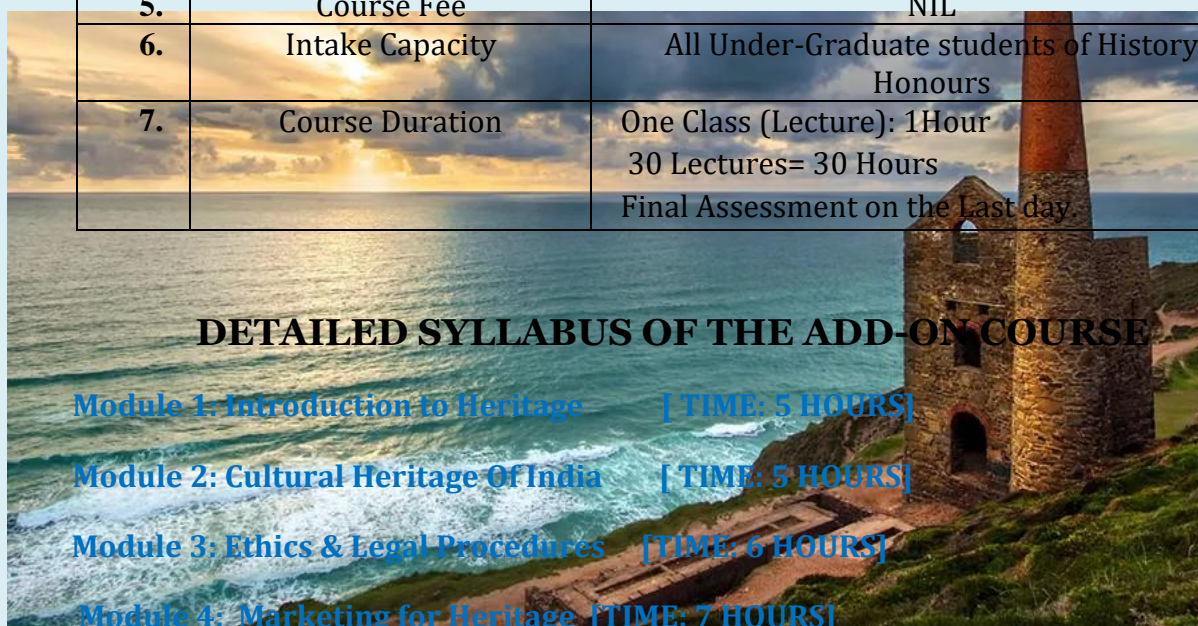 5. Course Fee NIL
6. Intake Capacity All Under-Graduate students of History
Honours
7. Course Duration One Class (Lecture): 1Hour
30 Lectures= 30 Hours
Final Assessment on the Last day.
DETAILED SYLLABUS OF THE ADD-ON COURSE
Module 1: Introduction to Heritage [ TIME: 5 HOURS]
Module 2: Cultural Heritage Of India [ TIME: 5 HOURS]
Module 3: Ethics & Legal Procedures [TIME: 6 HOURS]
Module 4: Marketing for Heritage [TIME: 7 HOURS]